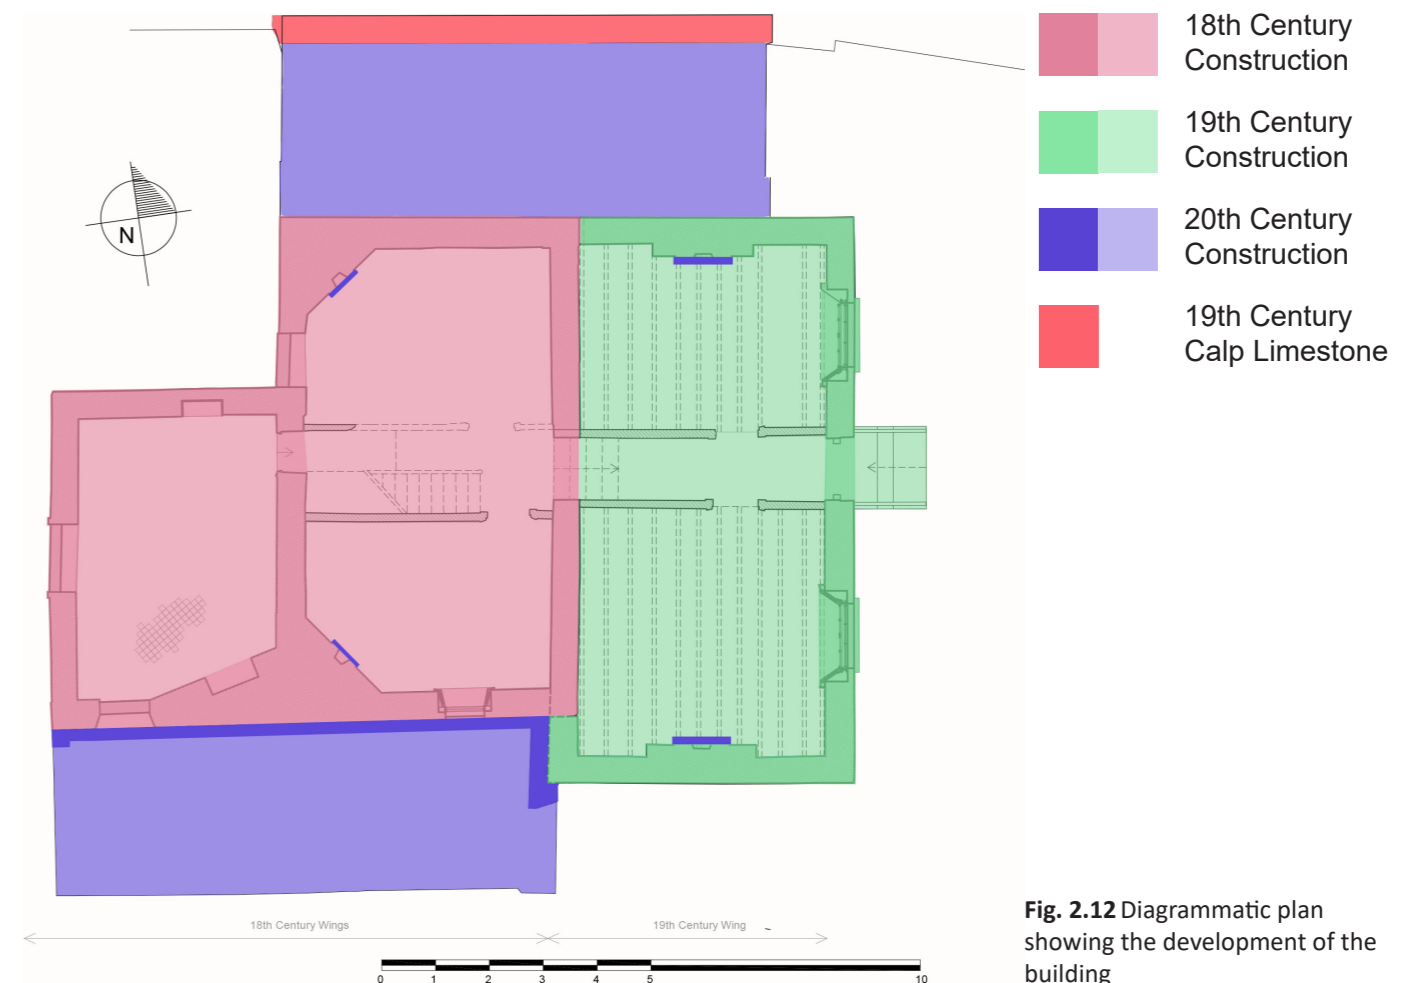 18th Century
Construction
19th Century
Construction
20th Century
Construction
19th Century
Calp Limestone
N
18th Century Wings
19th Century Wing
0 1 2 3 4 5 10
Fig. 2.12 Diagrammatic plan
showing the development of the
building